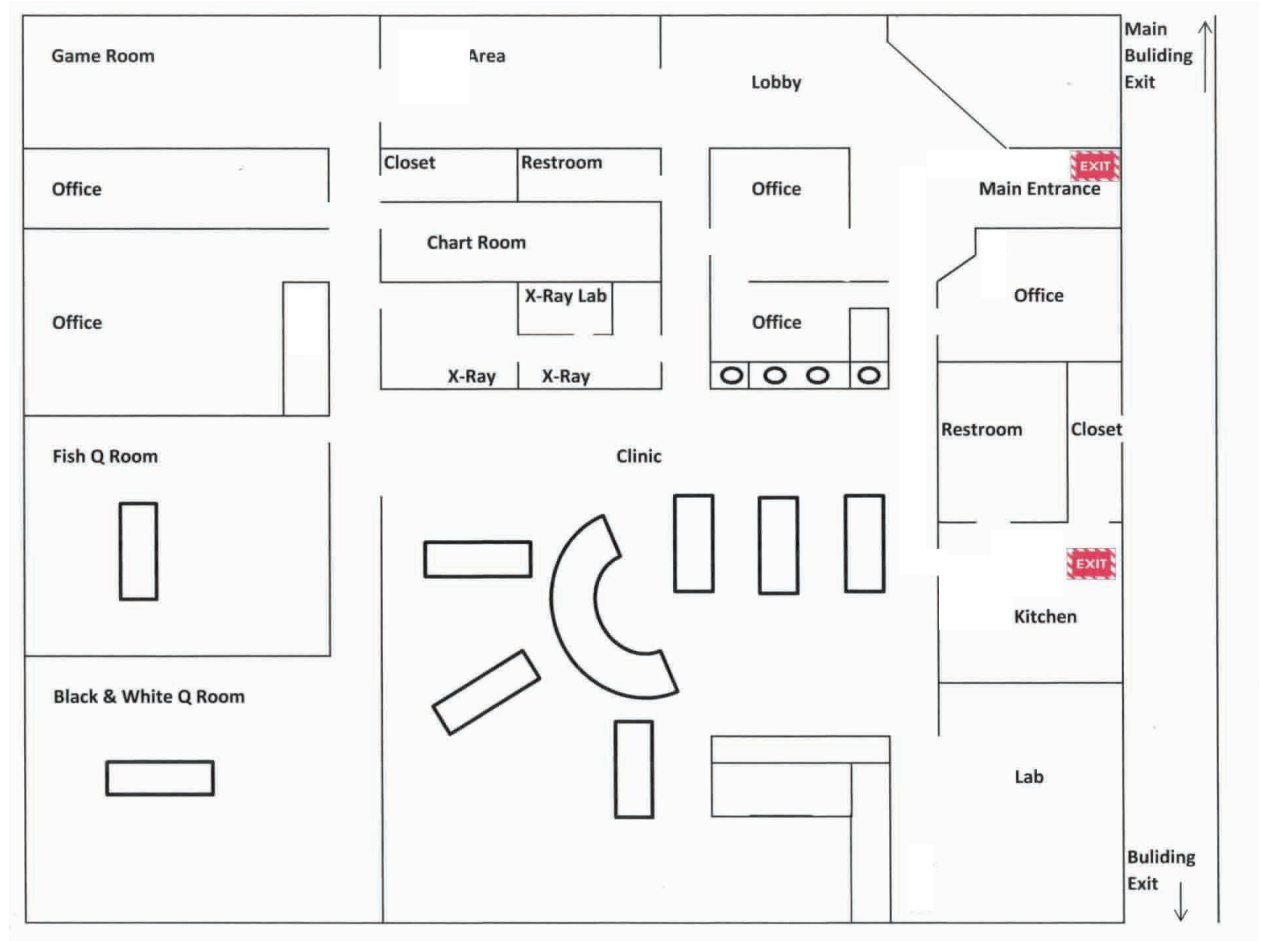 Game Room
Area
Lobby
Main
Buliding
Exit
Closet
Restroom
EXIT
Office
Office
Main Entrance
Chart Room
X-Ray Lab
Office
Office
Office
X-Ray
X-Ray
Restroom
Closet
Fish Q Room
Clinic
EXIT
Kitchen
Black & White Q Room
Lab
Buliding
Exit